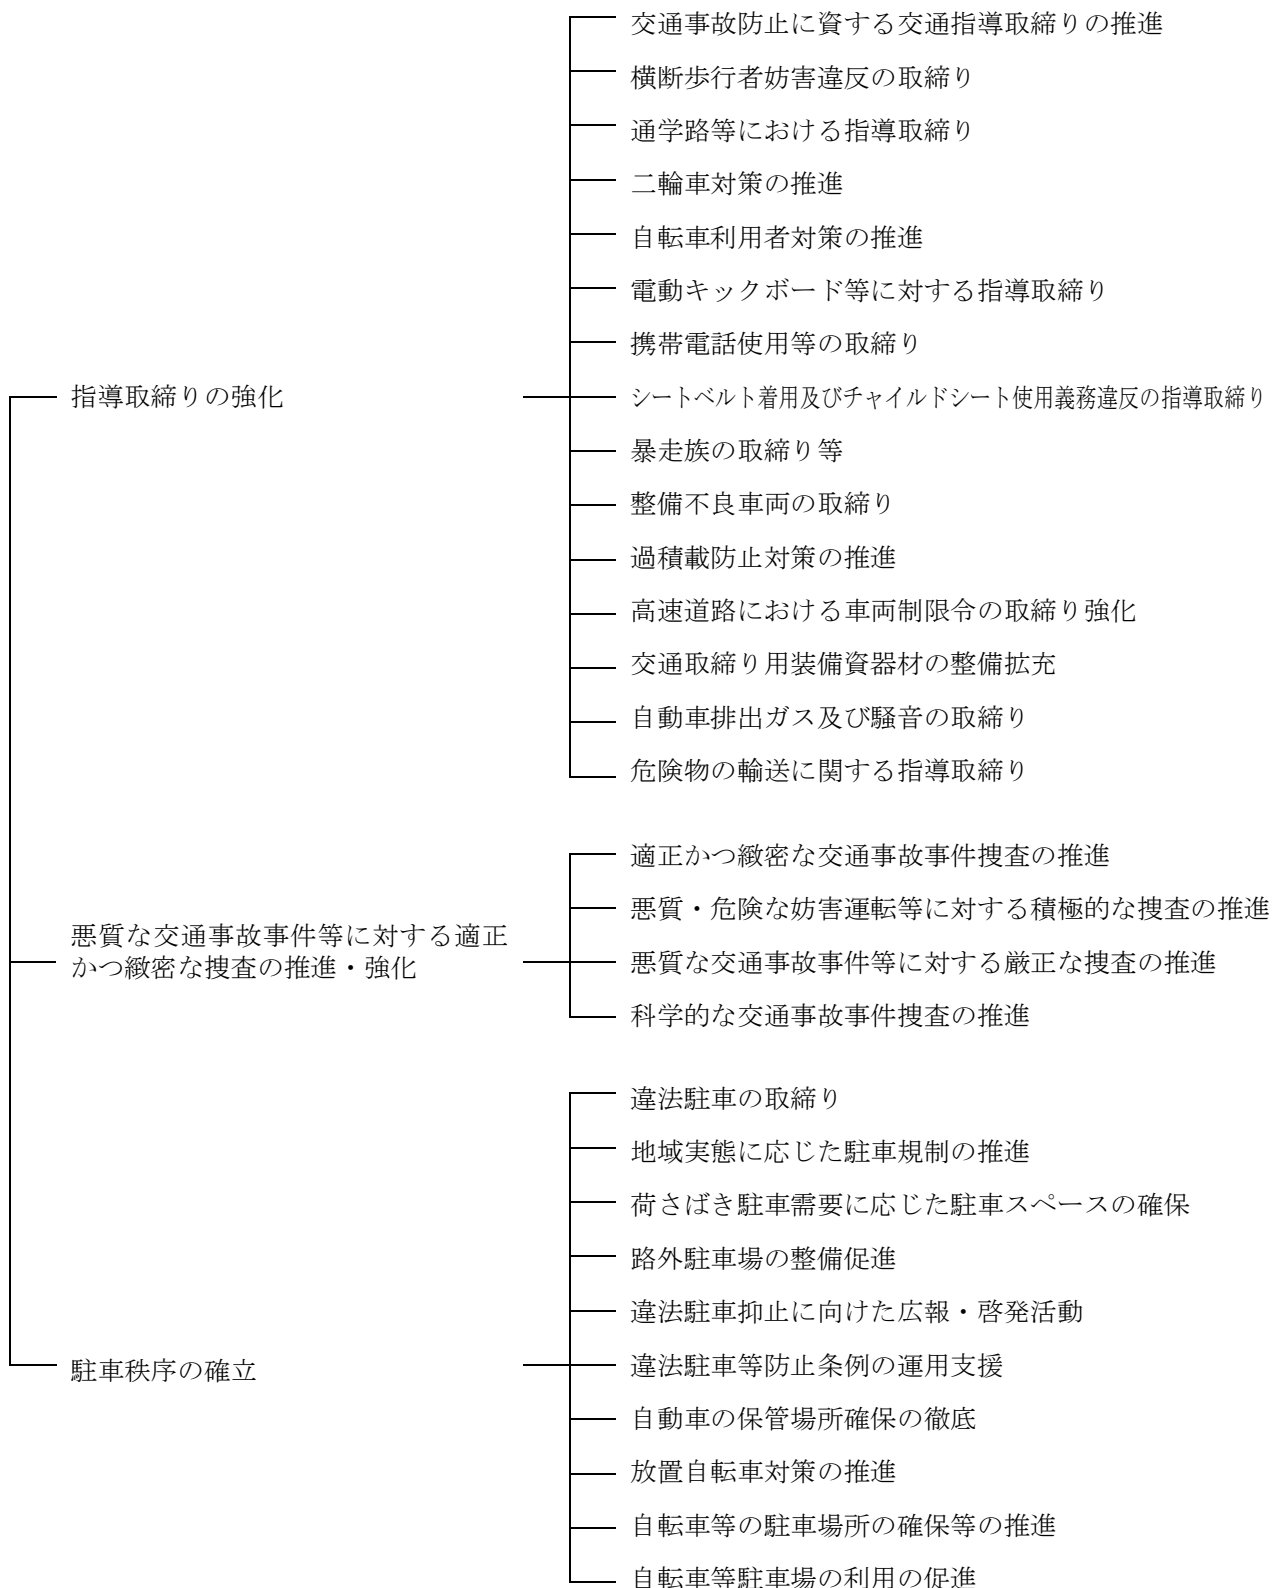 指導取締りの強化
交通事故防止に資する交通指導取締りの推進
横断歩行者妨害違反の取締り
通学路等における指導取締り
二輪車対策の推進
自転車利用者対策の推進
電動キックボード等に対する指導取締り
携帯電話使用等の取締り
シートベルト着用及びチャイルドシート使用義務違反の指導取締り
暴走族の取締り等
整備不良車両の取締り
過積載防止対策の推進
高速道路における車両制限令の取締り強化
交通取締り用装備資器材の整備拡充
自動車排出ガス及び騒音の取締り
危険物の輸送に関する指導取締り
悪質な交通事故事件等に対する適正
かつ緻密な捜査の推進・強化
適正かつ緻密な交通事故事件捜査の推進
悪質・危険な妨害運転等に対する積極的な捜査の推進
悪質な交通事故事件等に対する厳正な捜査の推進
科学的な交通事故事件捜査の推進
駐車秩序の確立
違法駐車の取締り
地域実態に応じた駐車規制の推進
荷さばき駐車需要に応じた駐車スペースの確保
路外駐車場の整備促進
違法駐車抑止に向けた広報・啓発活動
違法駐車等防止条例の運用支援
自動車の保管場所確保の徹底
放置自転車対策の推進
自転車等の駐車場所の確保等の推進
自転車等駐車場の利用の促進